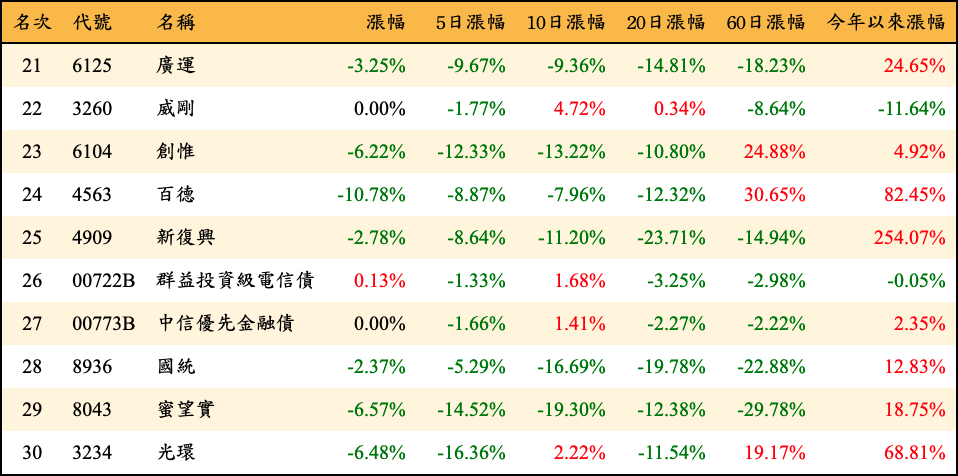 名次 代號 名稱 漲幅 5日漲幅 10日漲幅 20日漲幅 60日漲幅 今年以來漲幅
21 6125 廣運 -3.25% -9.67% -9.36% -14.81% -18.23% 24.65%
22 3260 威剛 0.00% -1.77% 4.72% 0.34% -8.64% -11.64%
23 6104 創惟 -6.22% -12.33% -13.22% -10.80% 24.88% 4.92%
24 4563 百德 -10.78% -8.87% -7.96% -12.32% 30.65% 82.45%
25 4909 新復興 -2.78% -8.64% -11.20% -23.71% -14.94% 254.07%
26 00722B 群益投資級電信債 0.13% -1.33% 1.68% -3.25% -2.98% -0.05%
27 00773B 中信優先金融債 0.00% -1.66% 1.41% -2.27% -2.22% 2.35%
28 8936 國統 -2.37% -5.29% -16.69% -19.78% -22.88% 12.83%
29 8043 蜜望實 -6.57% -14.52% -19.30% -12.38% -29.78% 18.75%
30 3234 光環 -6.48% -16.36% 2.22% -11.54% 19.17% 68.81%